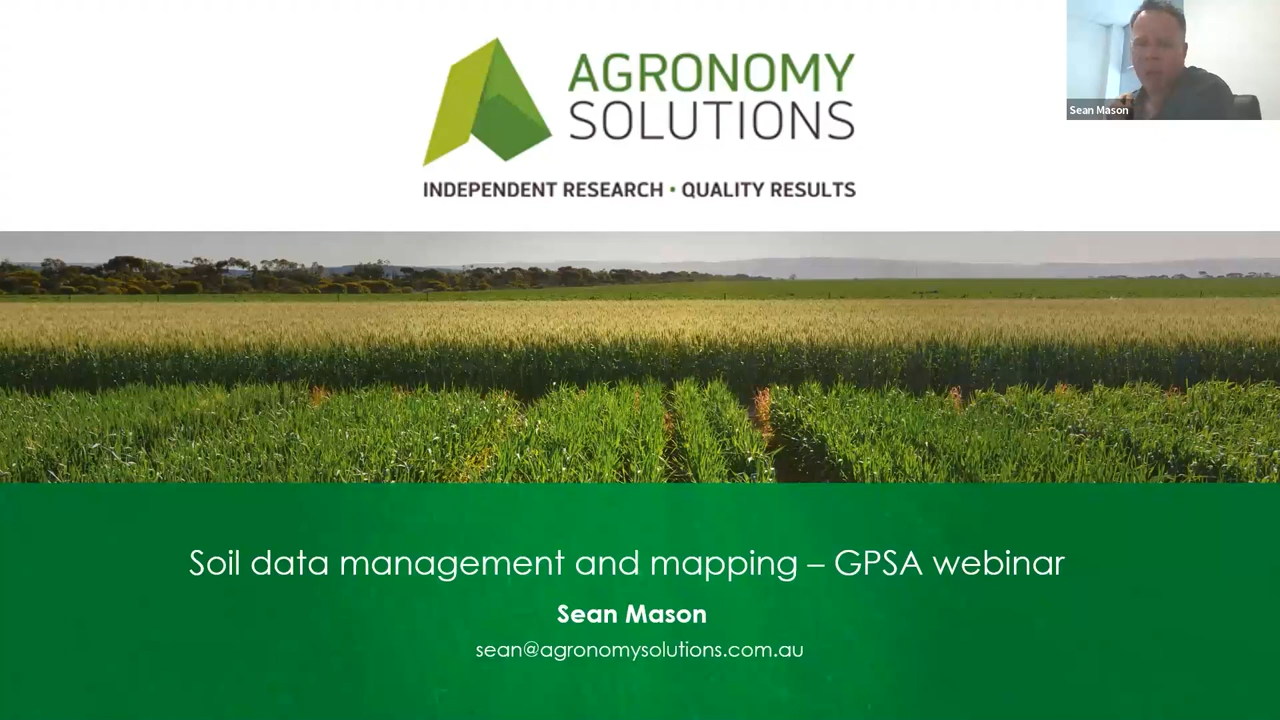 AGRONOMY
SOLUTIONS
INDEPENDENT RESEARCH • QUALITY RESULTS
Sean Mason
Soil data management and mapping – GPSA webinar
Sean Mason
sean@agronomysolutions.com.au